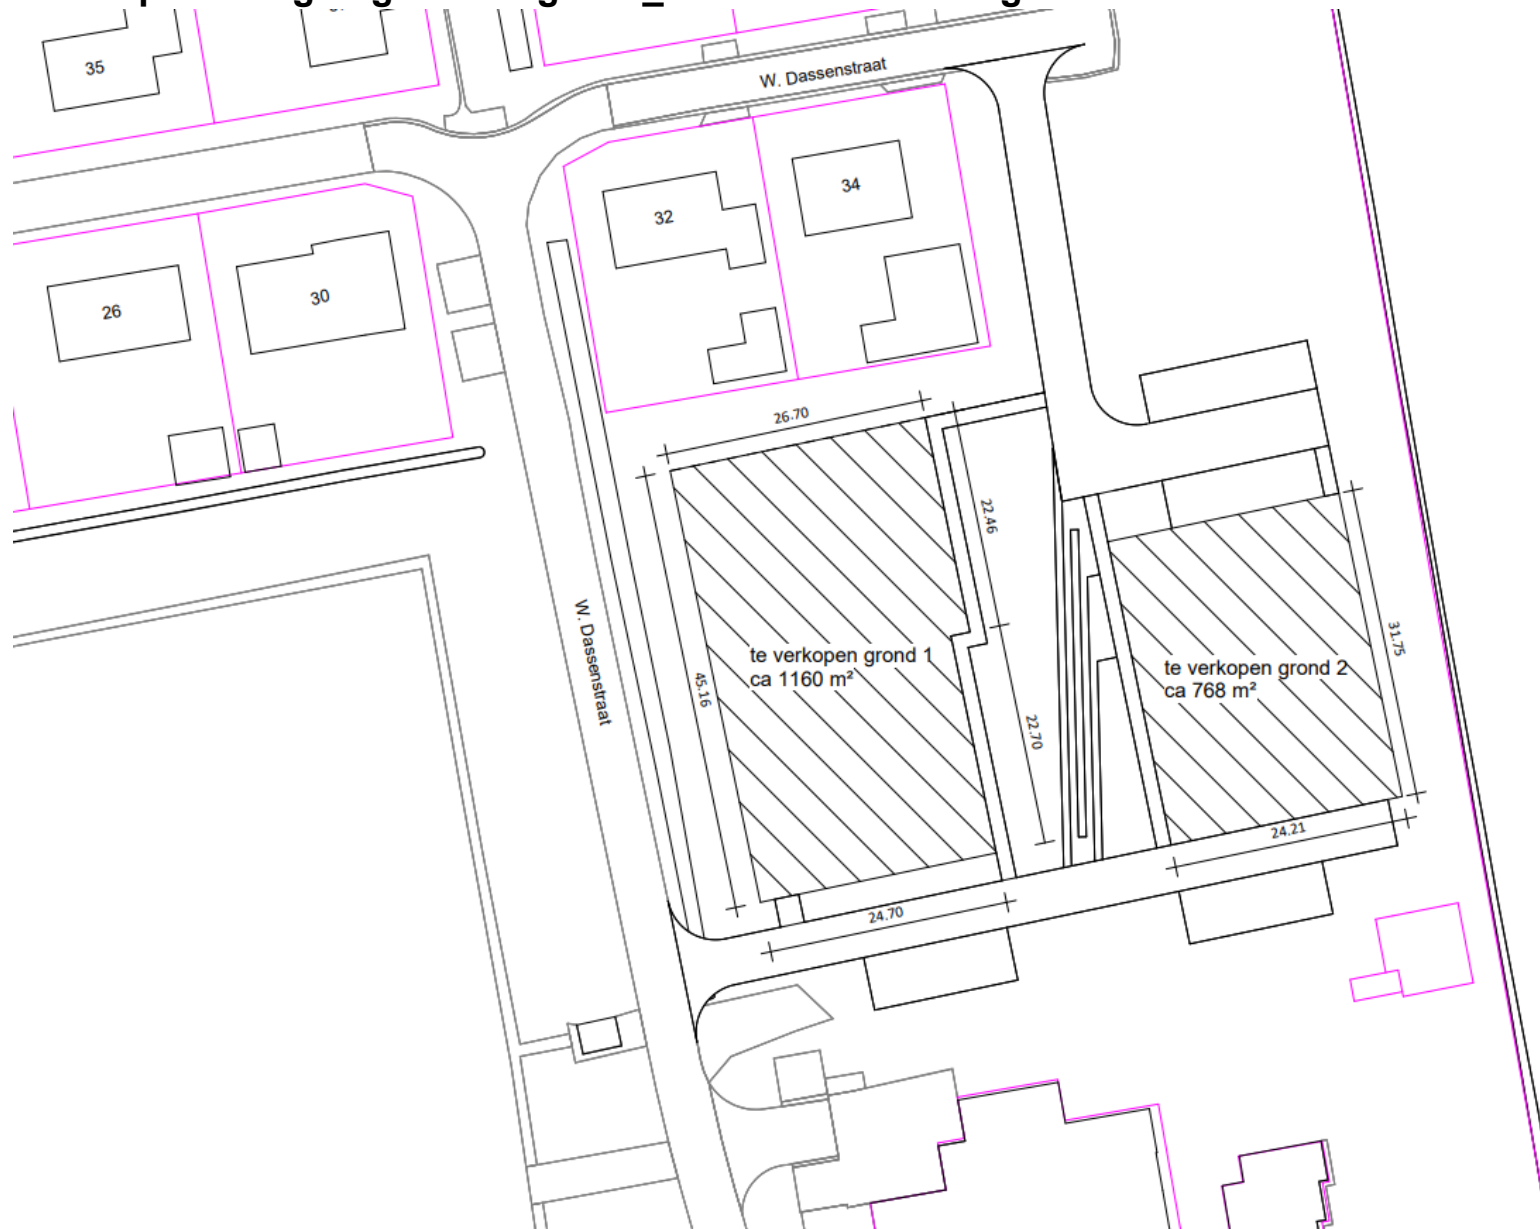 35
W. Dassenstraat
34
32
30
26
26.70
22.46
W. Dassenstraat
te verkopen grond 1
ca 1160 m²
31.75
te verkopen grond 2
ca 768 m²
45.16
22.70
24.21
24.70